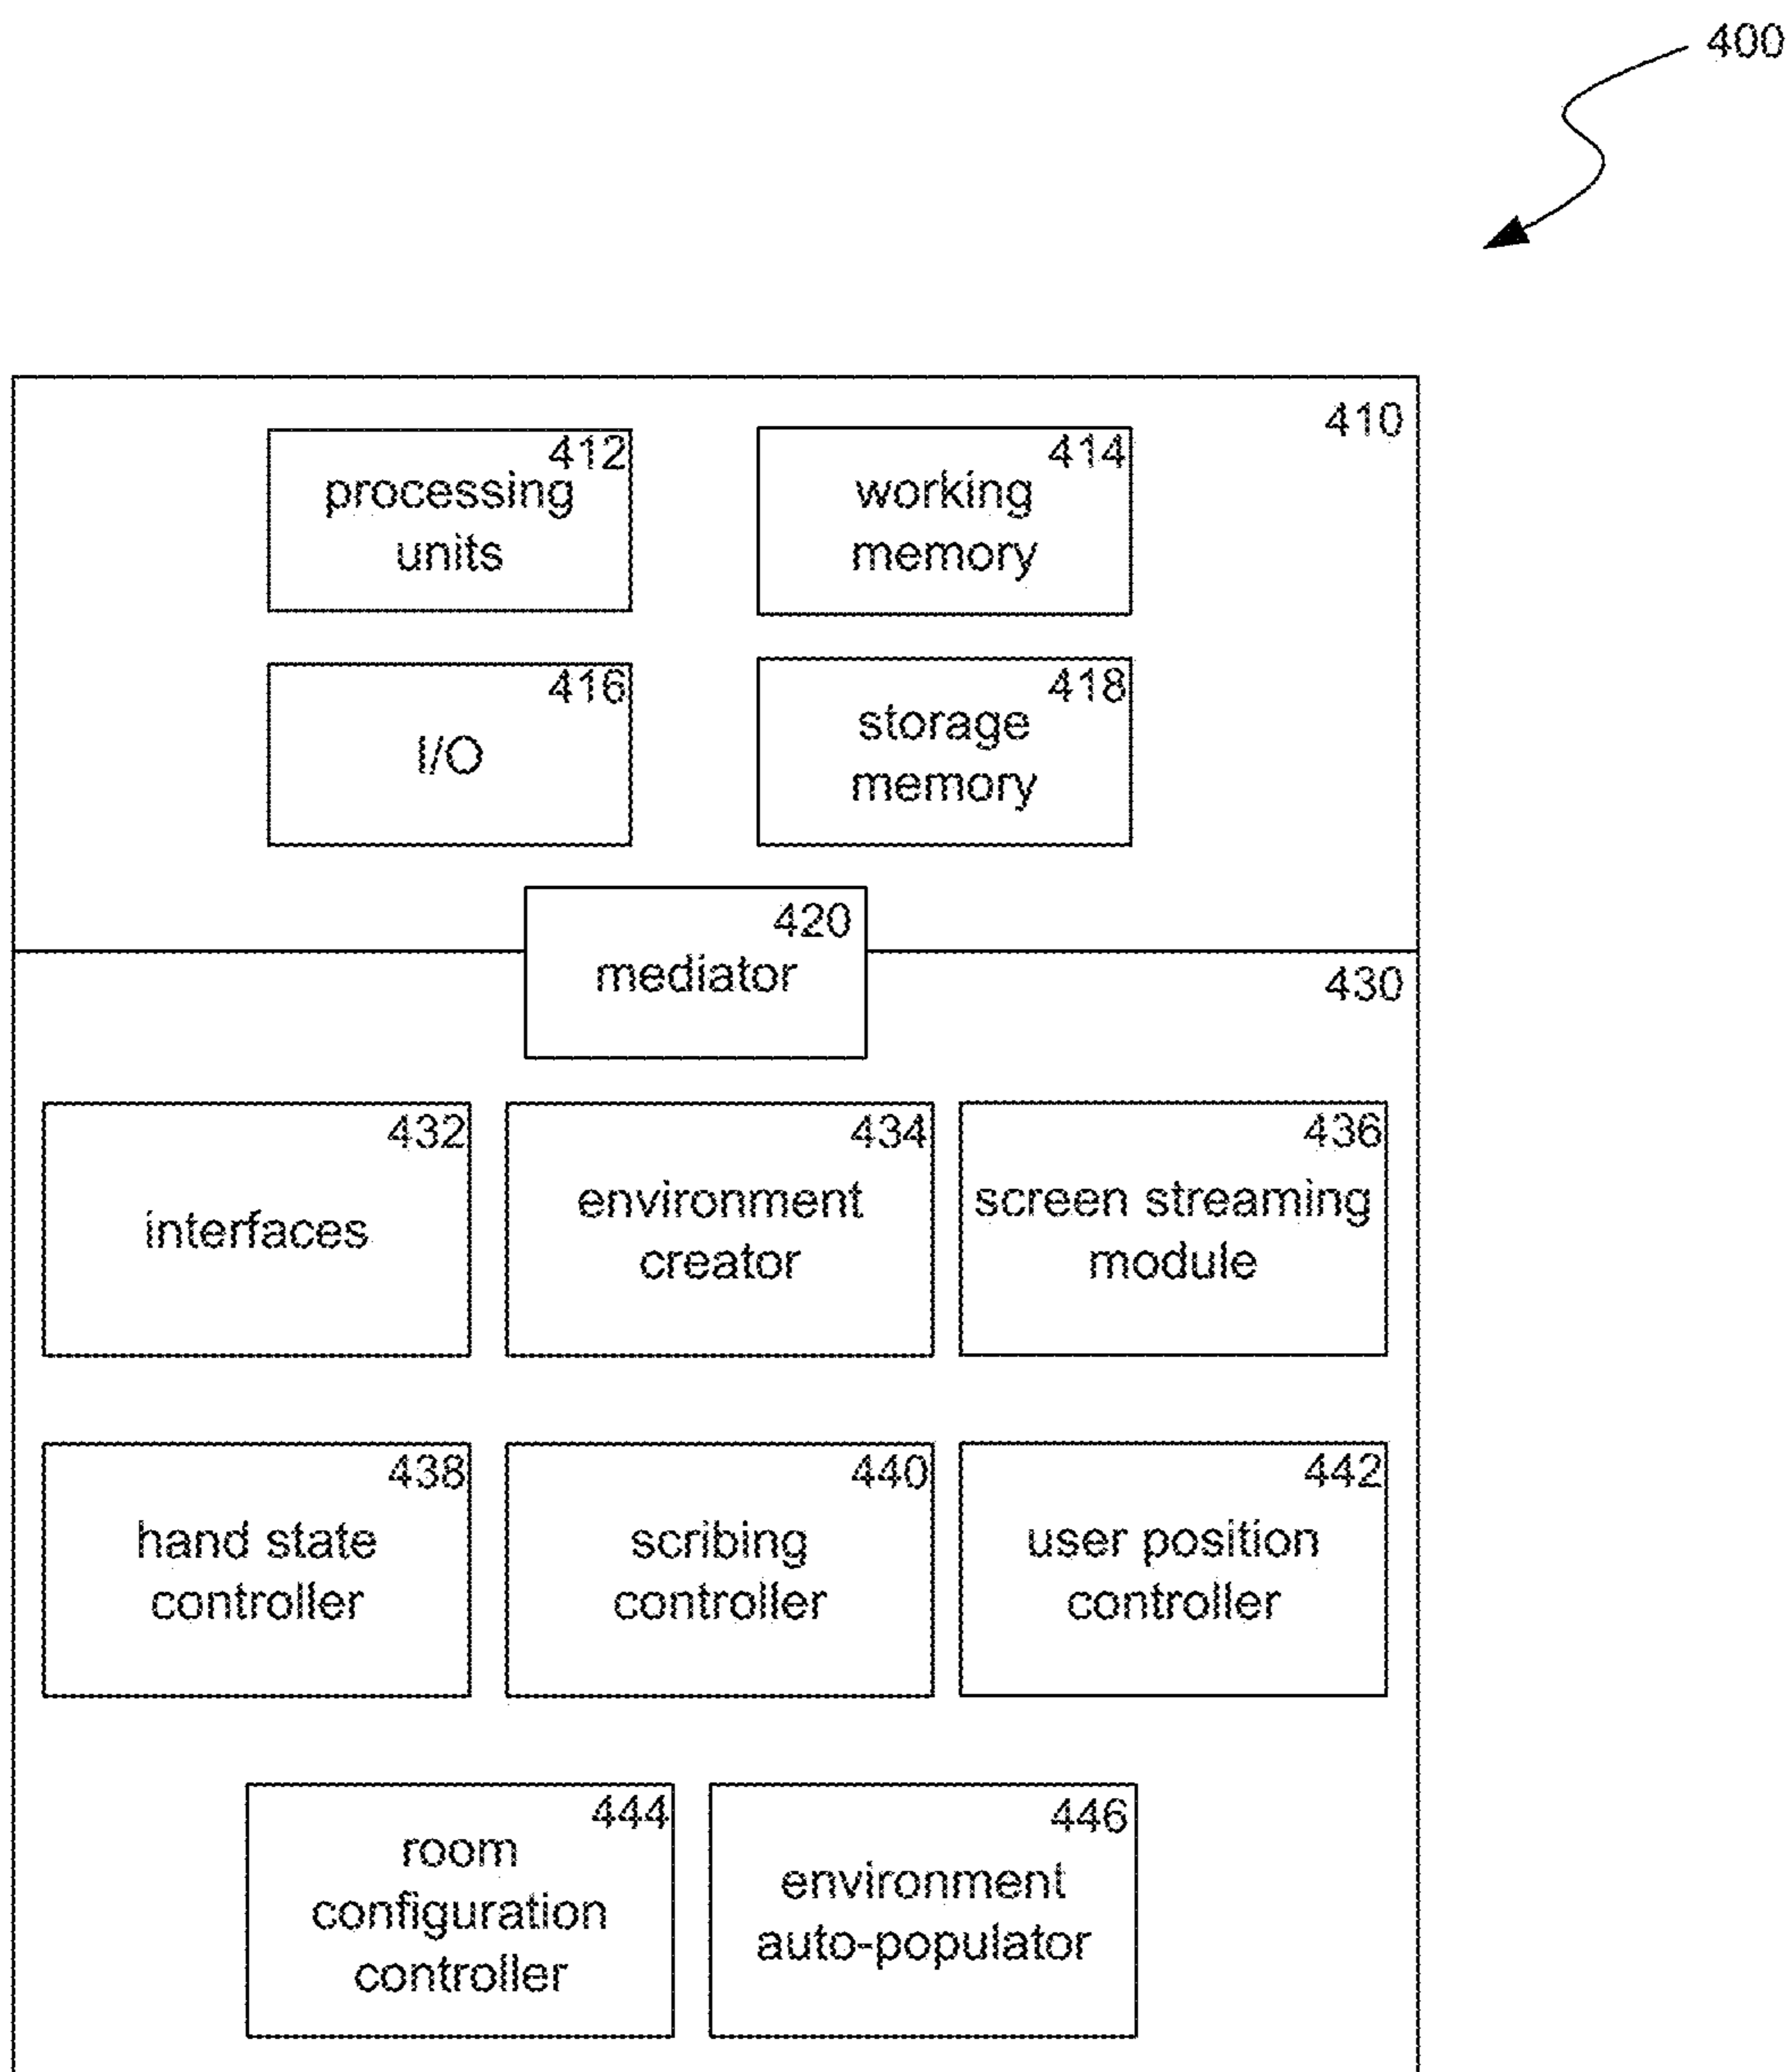 400
410
412
processing
units
414
working
memory
416
I/O
418
storage
memory
420
mediator
430
432
interfaces
434
environment
creator
436
screen streaming
module
438
hand state
controller
440
scribing
controller
442
user position
controller
444
room
configuration
controller
446
environment
auto-populator